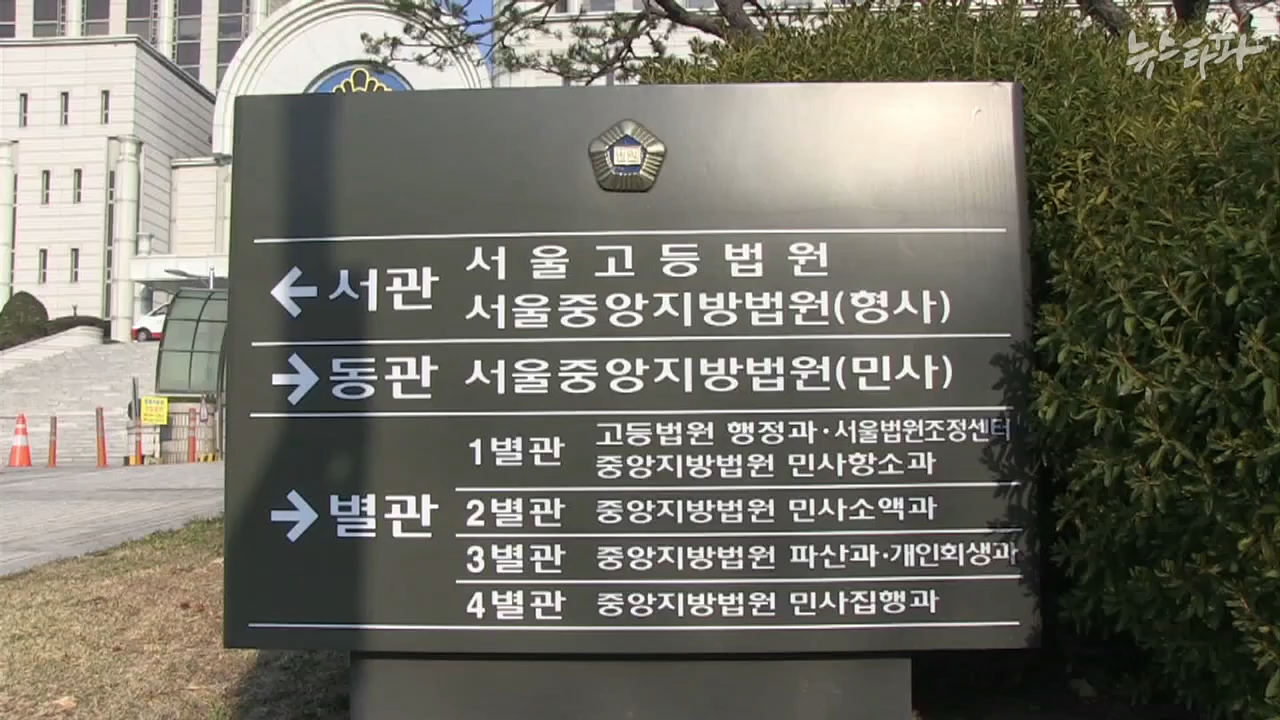 뉴스타파
법원
← 서관 서울고등법원
서울중앙지방법원(형사)
→ 동관 서울중앙지방법원(민사)
→ 별관
1별관 고등법원 행정과·서울법원조정센터
중앙지방법원 민사항소과
2별관 중앙지방법원 민사소액과
3별관 중앙지방법원 파산과·개인회생과
4별관 중앙지방법원 민사집행과